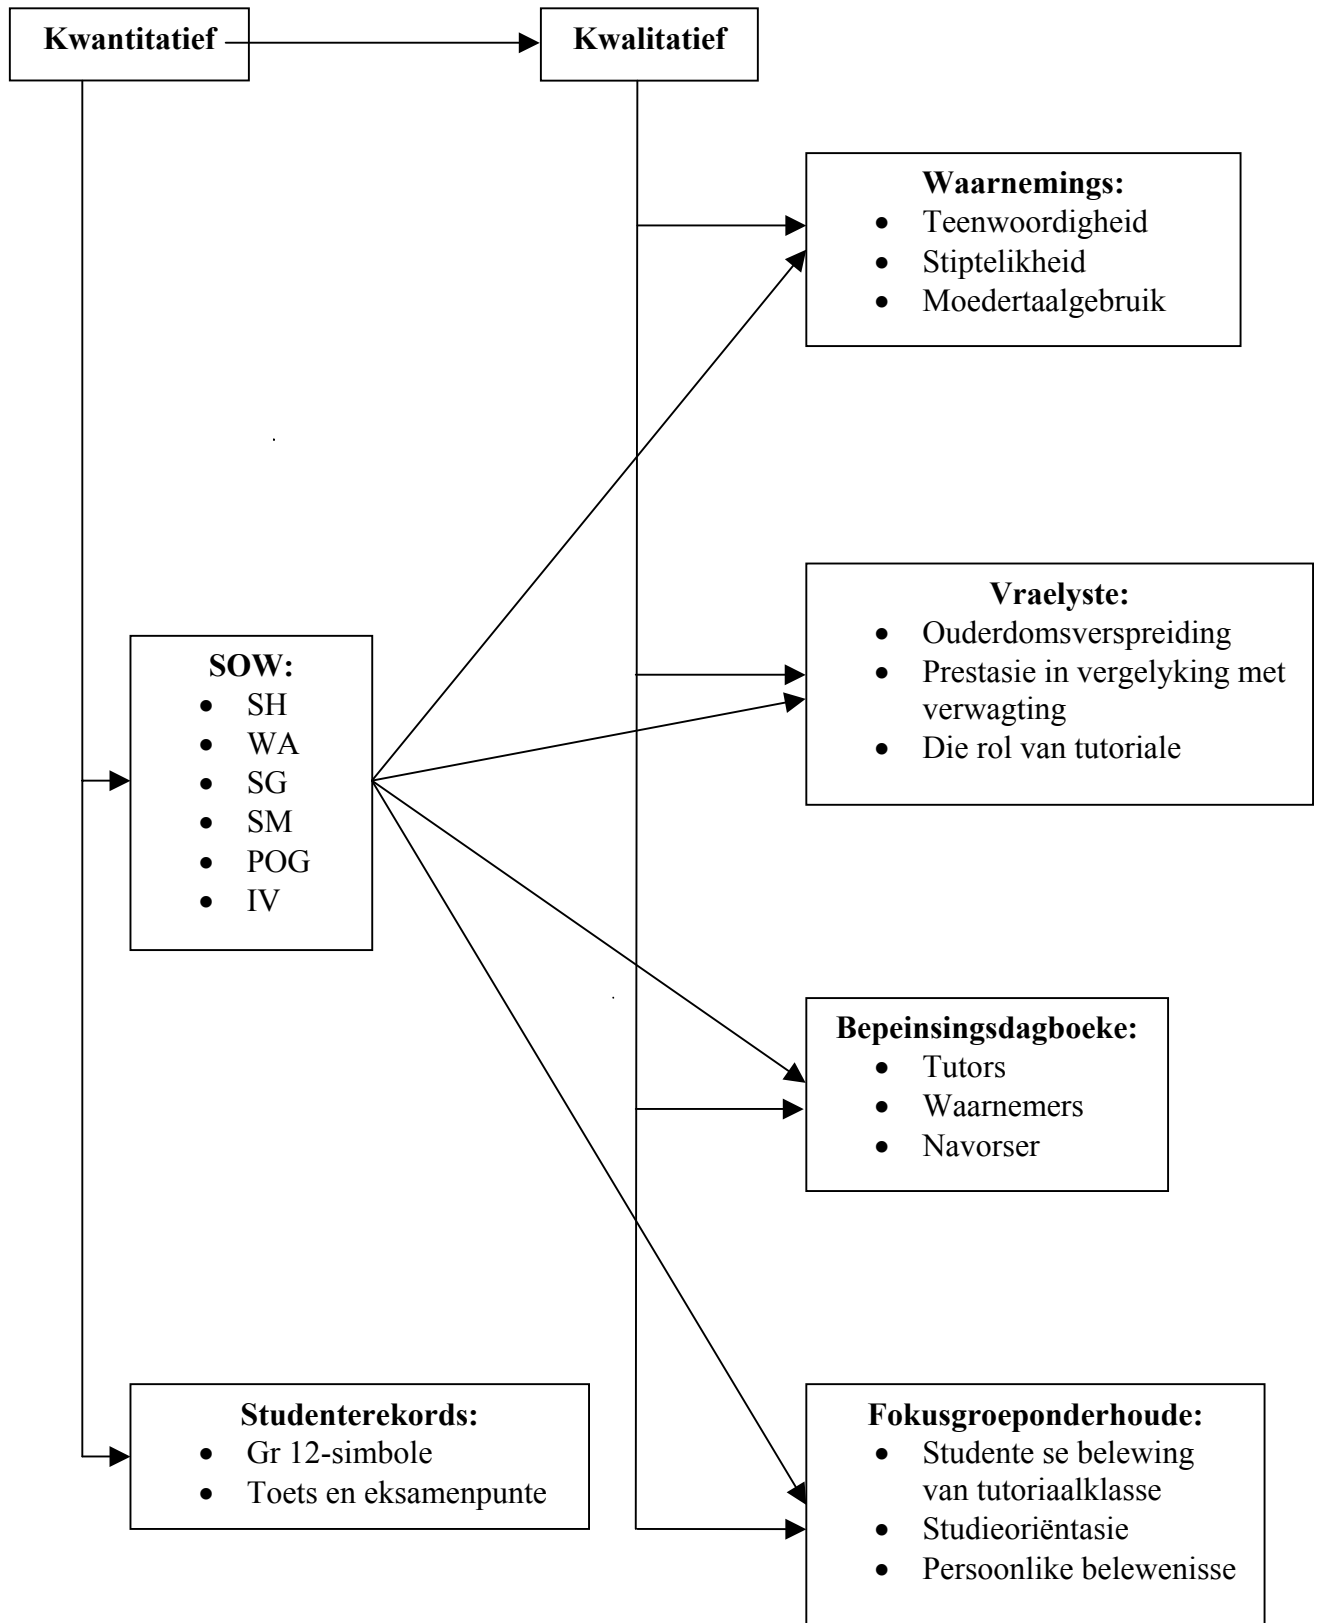 Kwantitatief
Kwalitatief
Waarnemings:
• Teenwoordigheid
• Stiptelikheid
• Moedertaalgebruik
Vraelyste:
• Ouderdomsverspreiding
• Prestasie in vergelyking met
verwagting
• Die rol van tutoriale
SOW:
• SH
• WA
• SG
• SM
• POG
• IV
Bepeinsingsdagboeke:
• Tutors
• Waarnemers
• Navorser
Studenterekords:
• Gr 12-simbole
• Toets en eksamenpunte
Fokusgroeponderhoude:
• Studente se belewing
van tutoriaalklasse
• Studieoriëntasie
• Persoonlike belewenisse